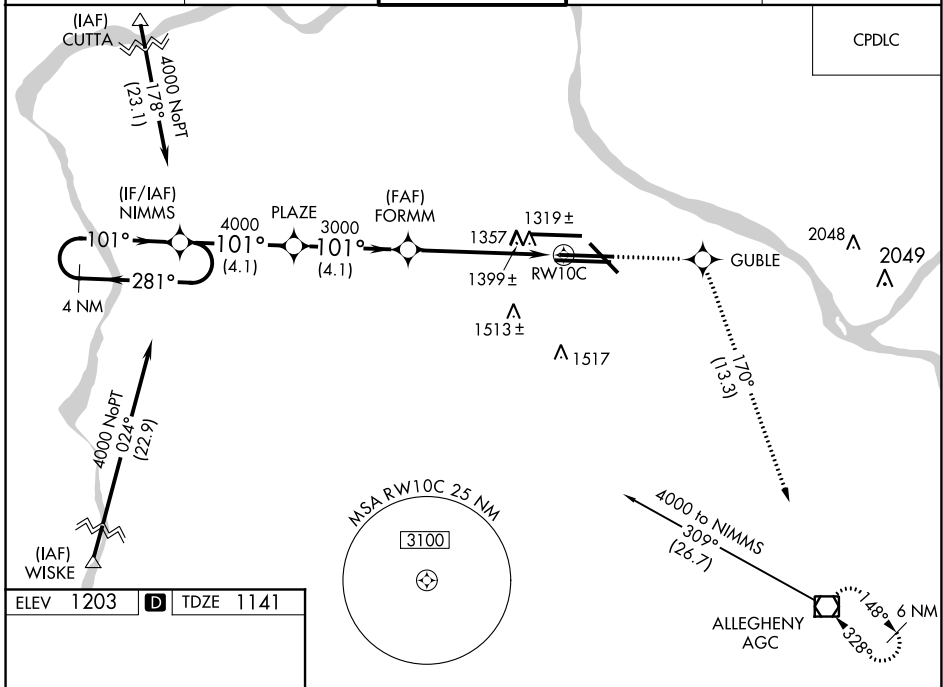 (IAF)
CUTTA
4000 NoPT
178°
(23.1)
CPDLC
(IF/IAF)
NIMMS
4000
101°
(4.1)
PLAZE
3000
101°
(4.1)
(FAF)
FORMM
1319 ±
1357
1399 ±
RW10C
1513 ±
1517
GUBLE
2048
2049
101°
281°
4 NM
170°
(13.3)
4000 NoPT
024°
(22.9)
(IAF)
WISKE
MSA RW10C 25 NM
3100
4000 to NIMMS
309°
(26.7)
ALLEGHENY
AGC
148°
328°
6 NM
ELEV 1203 D TDZE 1141